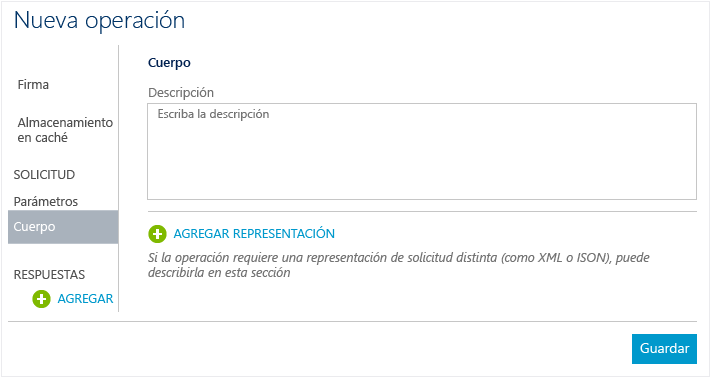 Nueva operación
Firma
Almacenamiento
en caché
SOLICITUD
Parámetros
Cuerpo
RESPUESTAS
AGREGAR
Cuerpo
Descripción
Escriba la descripción
AGREGAR REPRESENTACIÓN
Si la operación requiere una representación de solicitud distinta (como XML o ISON), puede
describirla en esta sección
Guardar